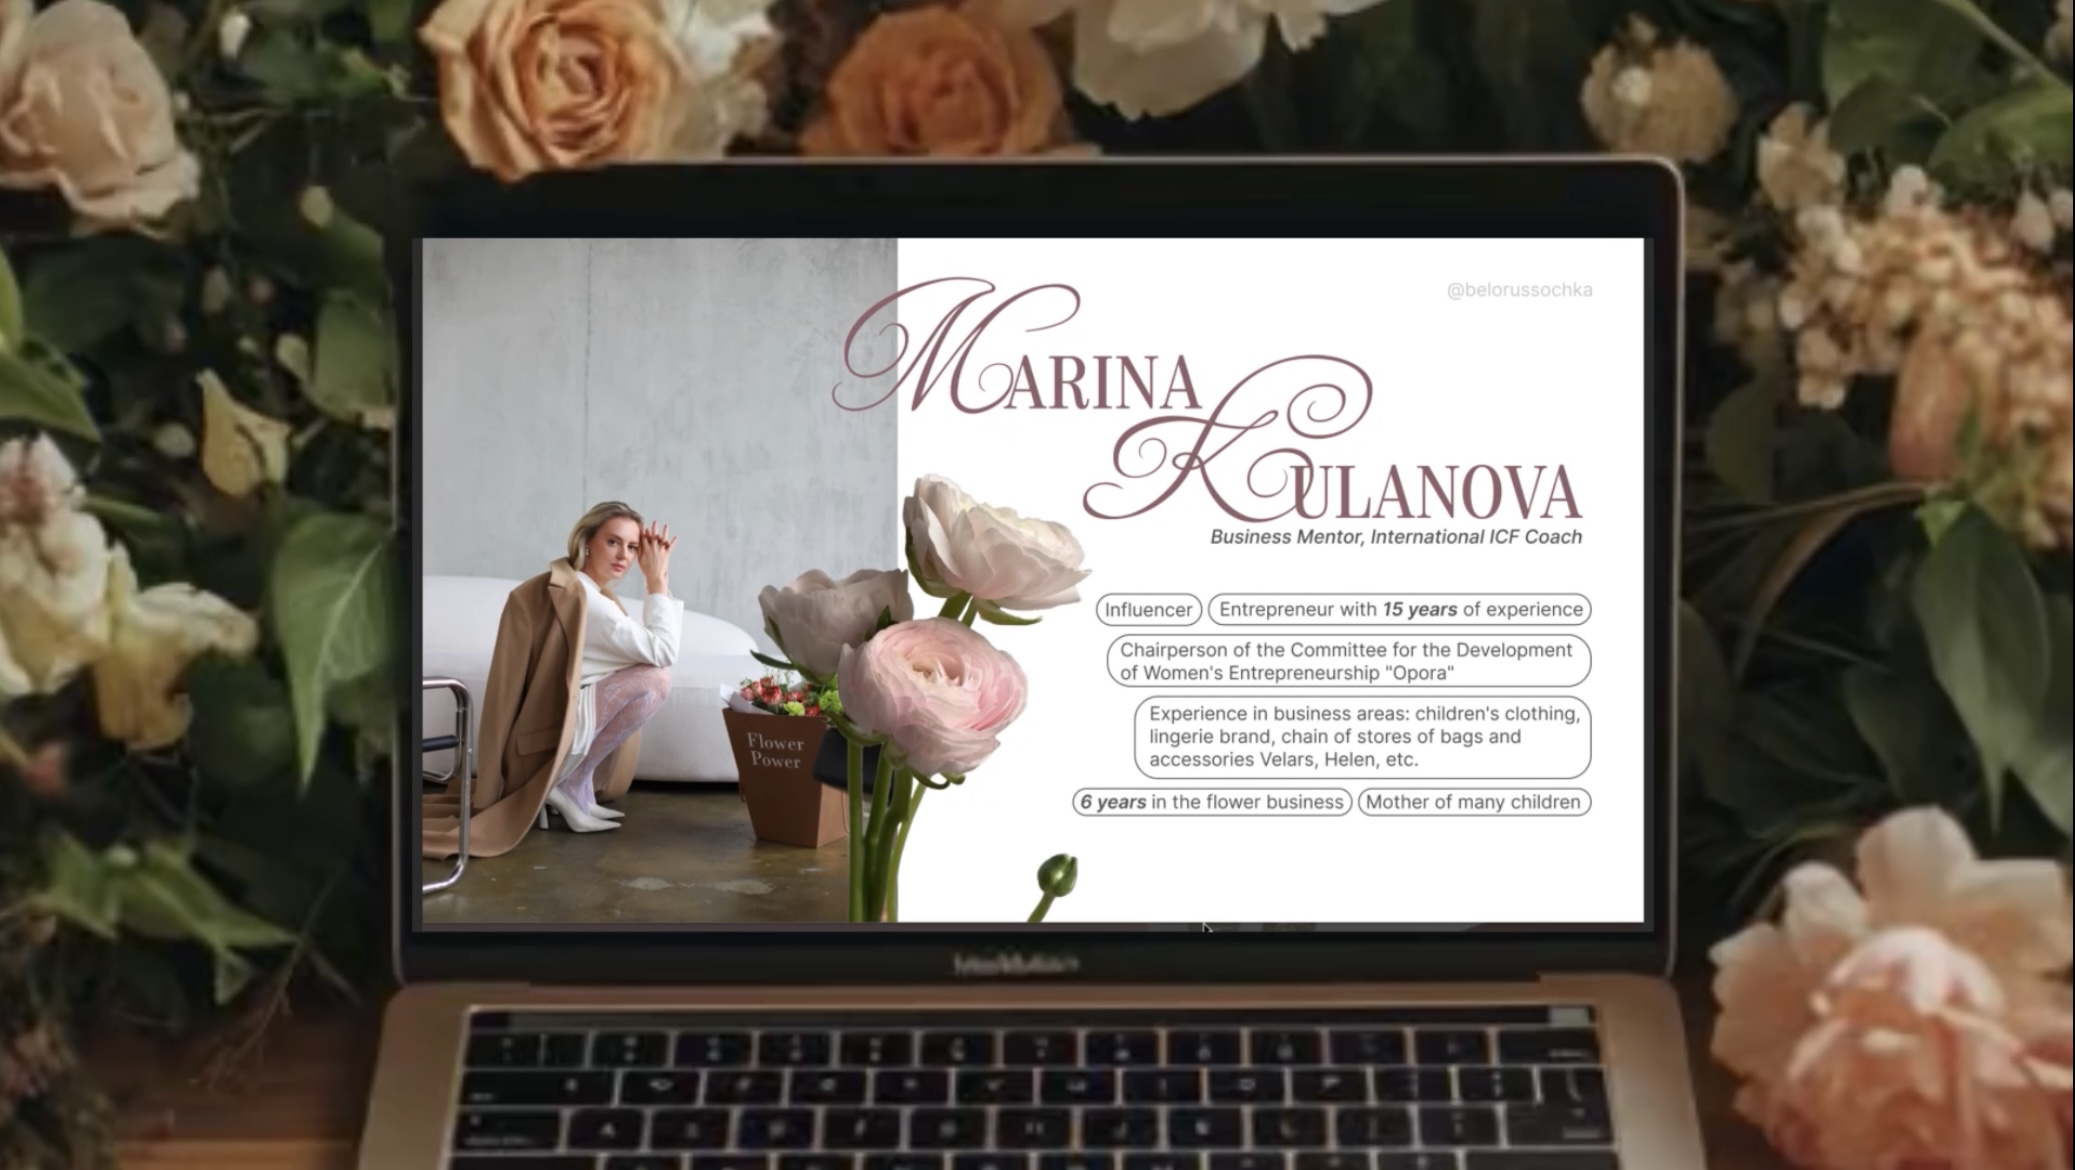 @belorussochka
MARINA
KULANOVA
Business Mentor, International ICF Coach
Influencer
Entrepreneur with 15 years of experience
Chairperson of the Committee for the Development
of Women's Entrepreneurship "Opora"
Experience in business areas: children's clothing,
lingerie brand, chain of stores of bags and
accessories Velars, Helen, etc.
6 years in the flower business
Mother of many children
Flower
Power